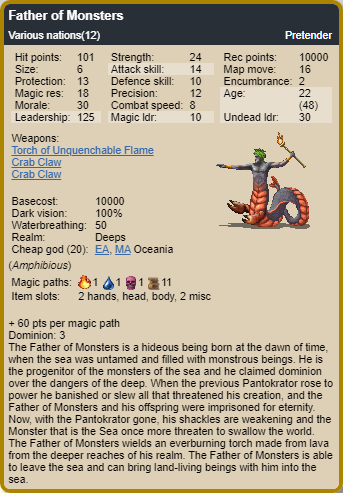 Father of Monsters
Various nations(12) Pretender
Hit points: 101 Strength: 24 Rec points: 10000
Size: 6 Attack skill: 14 Map move: 16
Protection: 13 Defence skill: 10 Encumbrance: 2
Magic res: 18 Precision: 12 Age: 22
Morale: 30 Combat speed: 8 (48)
Leadership: 125 Magic ldr: 10 Undead ldr: 30
Weapons:
Torch of Unquenchable Flame
Crab Claw
Crab Claw
Basecost: 10000
Dark vision: 100%
Waterbreathing: 50
Realm: Deeps
Cheap god (20): EA, MA Oceania
(Amphibious)
Magic paths: 1 1 1 11
Item slots: 2 hands, head, body, 2 misc
+ 60 pts per magic path
Dominion: 3
The Father of Monsters is a hideous being born at the dawn of time,
when the sea was untamed and filled with monstrous beings. He is
the progenitor of the monsters of the sea and he claimed dominion
over the dangers of the deep. When the previous Pantokrator rose to
power he banished or slew all that threatened his creation, and the
Father of Monsters and his offspring were imprisoned for eternity.
Now, with the Pantokrator gone, his shackles are weakening and the
Monster that is the Sea once more threaten to swallow the world.
The Father of Monsters wields an everburning torch made from lava
from the deeper reaches of his realm. The Father of Monsters is
able to leave the sea and can bring land-living beings with him into the
sea.